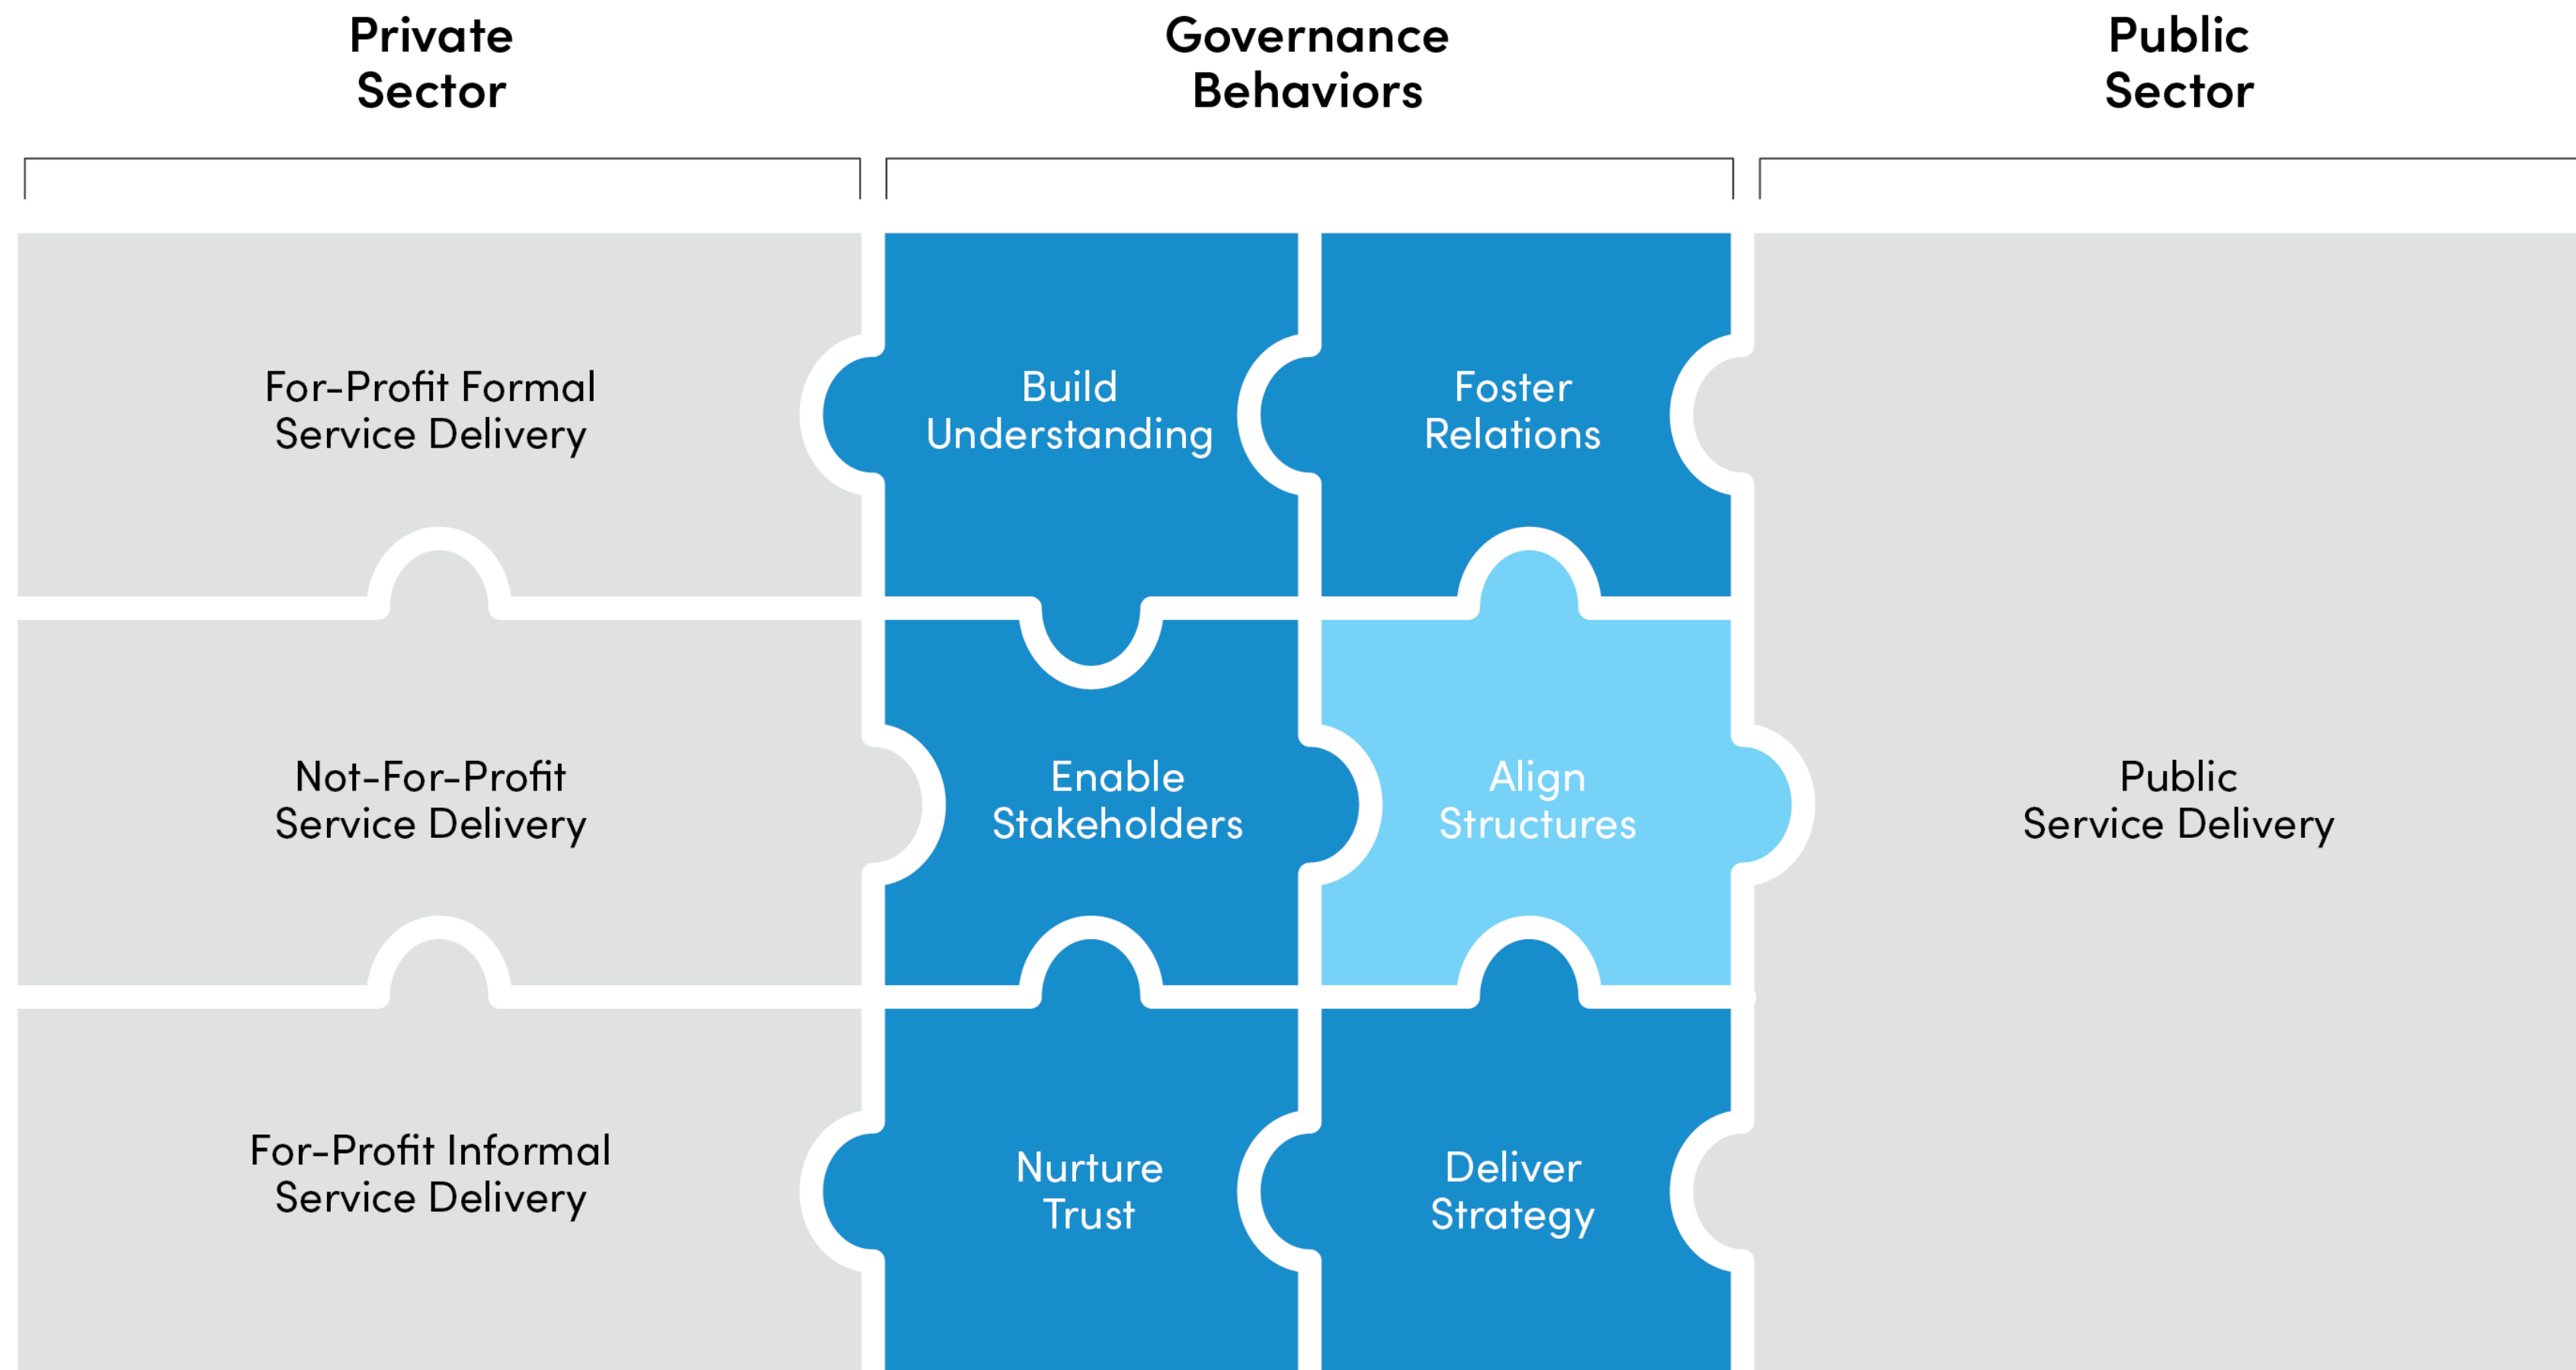 Private
Sector
Governance
Behaviors
Public
Sector
For-Profit Formal
Service Delivery
Build
Understanding
Foster
Relations
Not-For-Profit
Service Delivery
Enable
Stakeholders
Align
Structures
Public
Service Delivery
For-Profit Informal
Service Delivery
Nurture
Trust
Deliver
Strategy